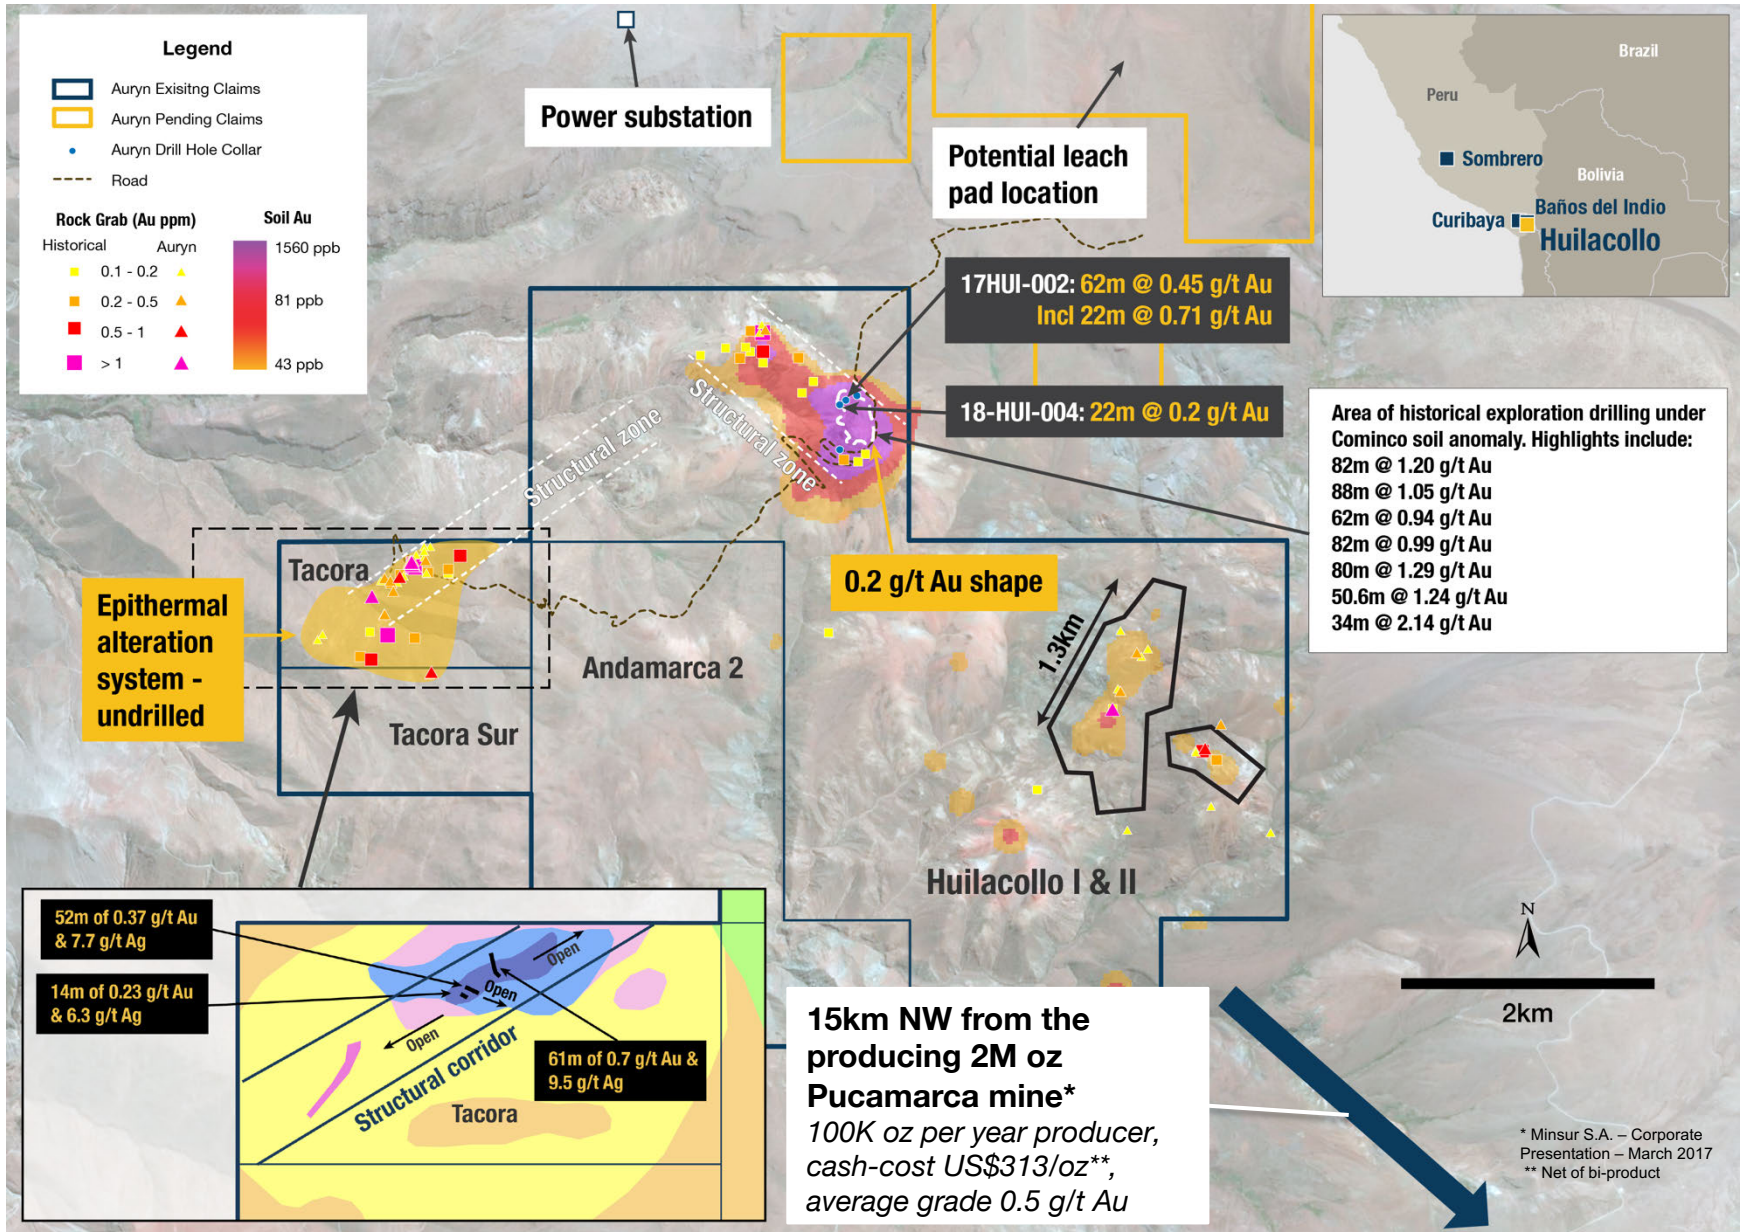 Legend
Auryn Exisitng Claims
Auryn Pending Claims
Auryn Drill Hole Collar
Road
Rock Grab (Au ppm)
Historical Auryn
0.1 - 0.2
0.2 - 0.5
0.5 - 1
> 1
Soil Au
1560 ppb
81 ppb
43 ppb
Power substation
Potential leach
pad location
Brazil
Peru
Sombrero
Bolivia
Curibaya
Baños del Indio
Huilacollo
17HUI-002: 62m @ 0.45 g/t Au
Incl 22m @ 0.71 g/t Au
18-HUI-004: 22m @ 0.2 g/t Au
Area of historical exploration drilling under
Cominco soil anomaly. Highlights include:
82m @ 1.20 g/t Au
88m @ 1.05 g/t Au
62m @ 0.94 g/t Au
82m @ 0.99 g/t Au
80m @ 1.29 g/t Au
50.6m @ 1.24 g/t Au
34m @ 2.14 g/t Au
Structural zone
Structural zone
0.2 g/t Au shape
Tacora
Epithermal
alteration
system -
undrilled
Andamarca 2
Tacora Sur
1.3km
Huilacollo I & II
52m of 0.37 g/t Au
& 7.7 g/t Ag
14m of 0.23 g/t Au
& 6.3 g/t Ag
Open
Open
Open
61m of 0.7 g/t Au &
9.5 g/t Ag
Structural corridor
Tacora
15km NW from the
producing 2M oz
Pucamarca mine*
100K oz per year producer,
cash-cost US$313/oz**,
average grade 0.5 g/t Au
N
2km
* Minsur S.A. – Corporate
Presentation – March 2017
** Net of bi-product